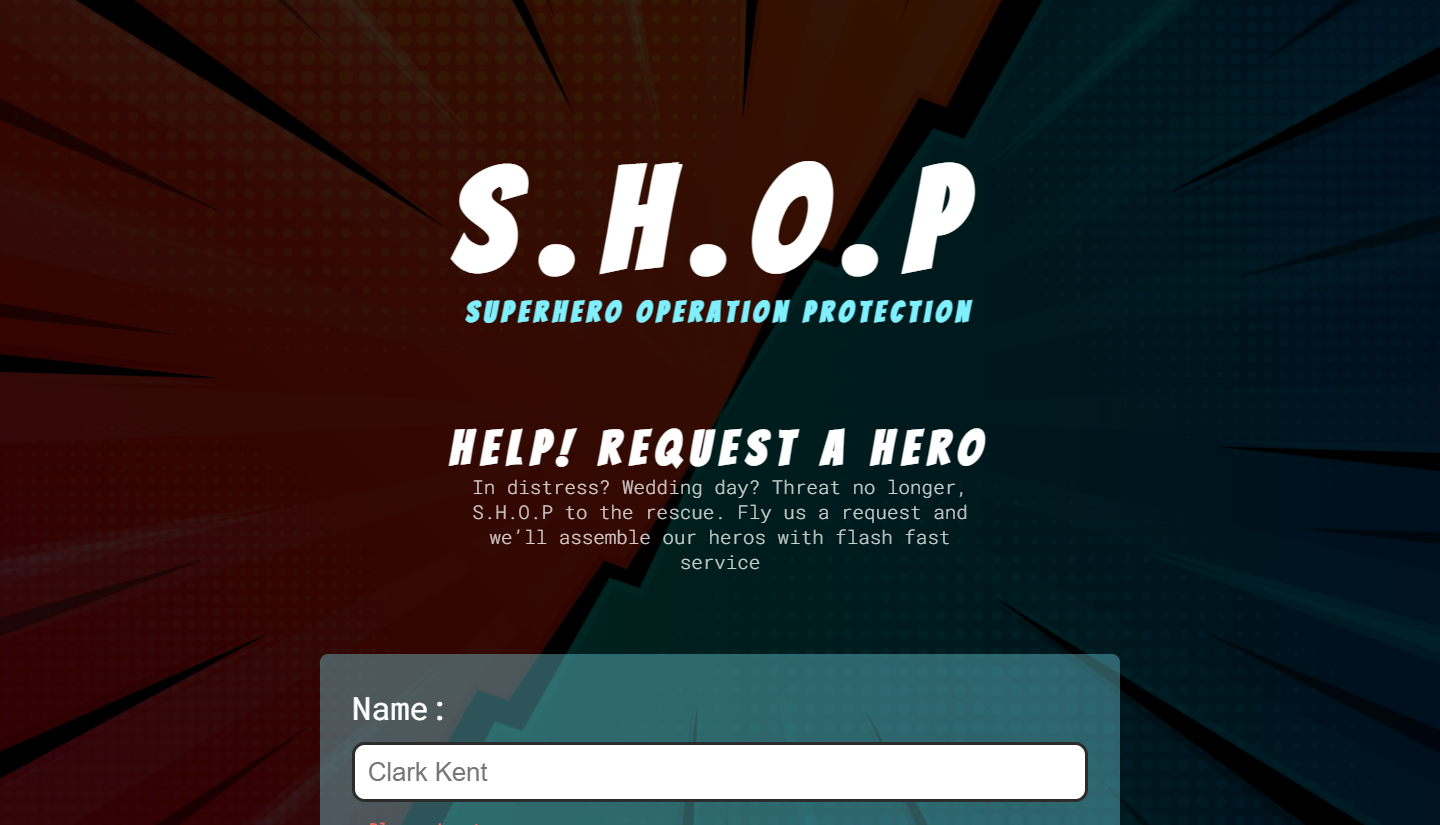 S.H.O.P
SUPERHERO OPERATION PROTECTION
HELP! REQUEST A HERO
In distress? Wedding day? Threat no longer,
S.H.O.P to the rescue. Fly us a request and
we’ll assemble our heros with flash fast
service
Name:
Clark Kent